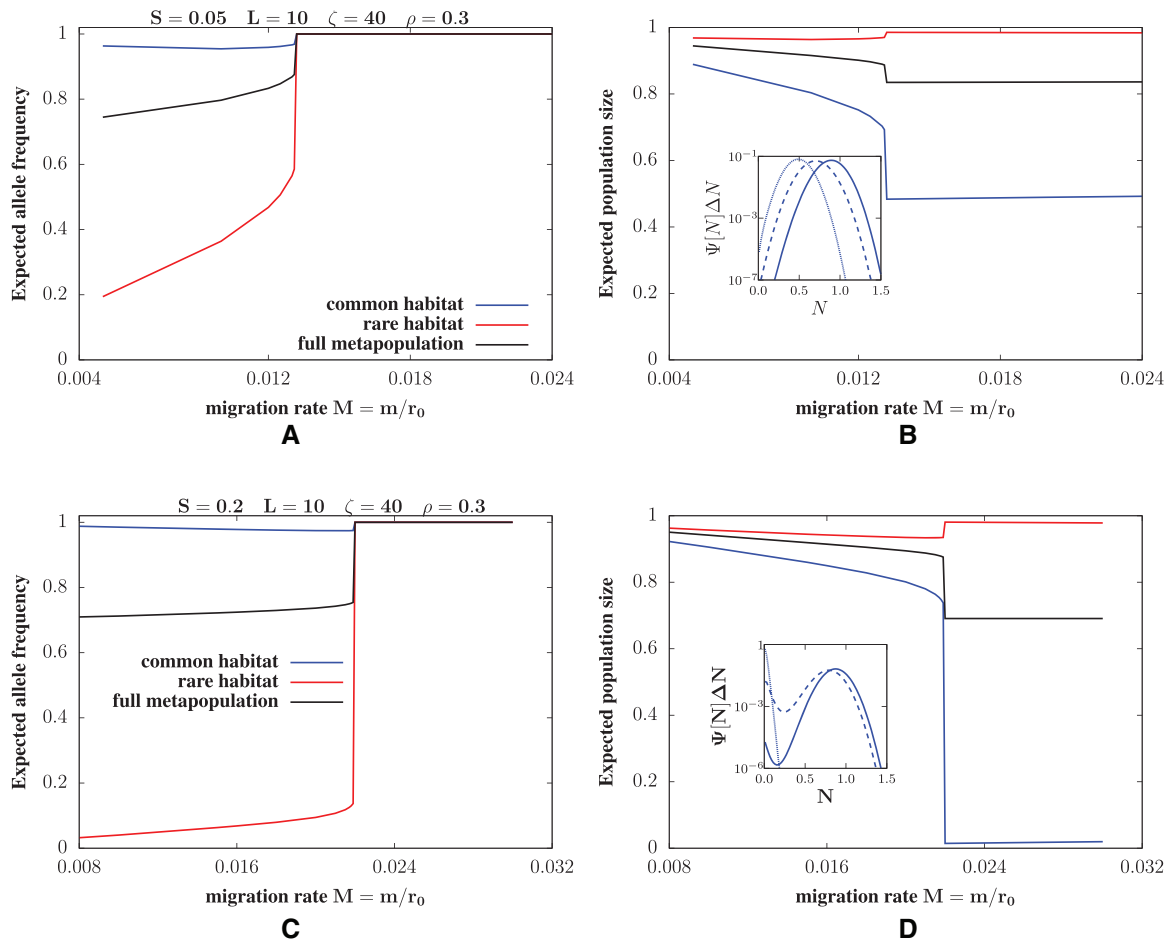 S = 0.05 L = 10 ζ = 40 ρ = 0.3
Expected allele frequency
1
0.8
0.6
0.4
0.2
0
common habitat
rare habitat
full metapopulation
0.004
0.012
0.018
0.024
migration rate M = m/r₀
A
Expected population size
1
0.8
0.6
0.4
0.2
0
Ψ[N]ΔN
10⁻¹
10⁻³
10⁻⁵
10⁻⁷
0.0
0.5
1.0
1.5
N
0.004
0.012
0.018
0.024
migration rate M = m/r₀
B
S = 0.2 L = 10 ζ = 40 ρ = 0.3
Expected allele frequency
1
0.8
0.6
0.4
0.2
0
common habitat
rare habitat
full metapopulation
0.008
0.016
0.024
0.032
migration rate M = m/r₀
C
Expected population size
1
0.8
0.6
0.4
0.2
0
Ψ[N]ΔN
1
10⁻³
10⁻⁶
0.0
0.5
1.0
1.5
N
0.008
0.016
0.024
0.032
migration rate M = m/r₀
D